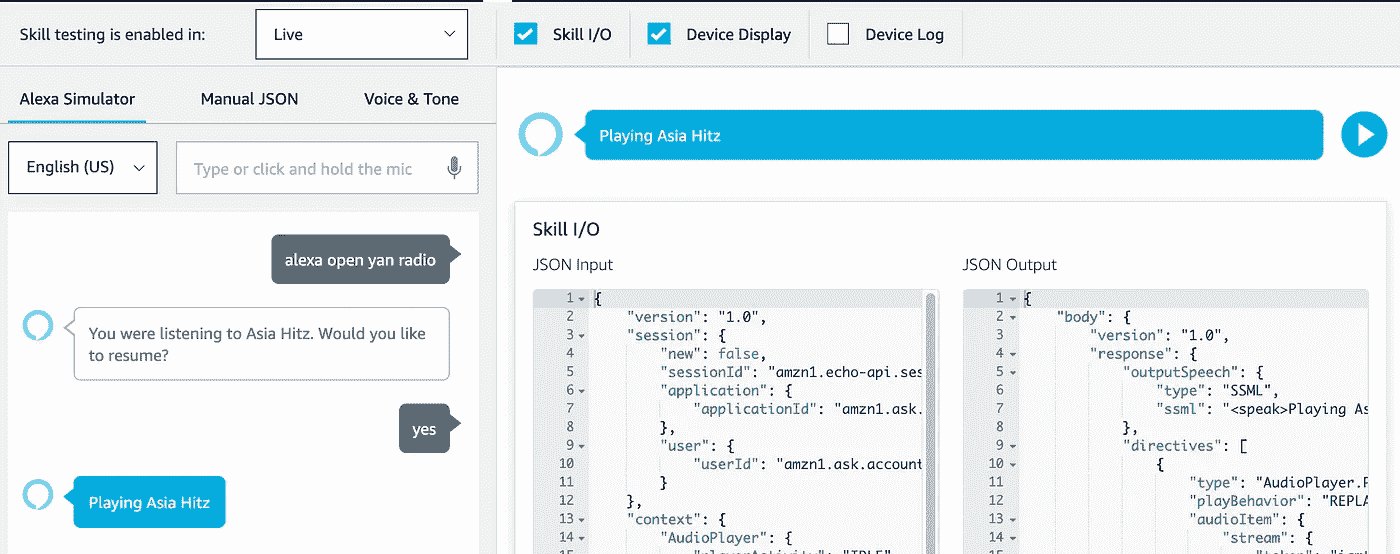 Skill testing is enabled in:
Live
Skill I/O
Device Display
Device Log
Alexa Simulator
Manual JSON
Voice & Tone
English (US)
Type or click and hold the mic
alexa open yan radio
You were listening to Asia Hitz. Would you like
to resume?
yes
Playing Asia Hitz
Playing Asia Hitz
Skill I/O
JSON Input
1 {
2 "version": "1.0",
3 "session": {
4 "new": false,
5 "sessionId": "amzn1.echo-api.ses
6 "application": {
7 "applicationId": "amzn1.ask.
8 },
9 "user": {
10 "userId": "amzn1.ask.account
11 }
12 },
13 "context": {
14 "AudioPlayer": {
JSON Output
1 {
2 "body": {
3 "version": "1.0",
4 "response": {
5 "outputSpeech": {
6 "type": "SSML",
7 "ssml": "<speak>Playing As
8 },
9 "directives": [
10 {
11 "type": "AudioPlayer.P
12 "playBehavior": "REPLA
13 "audioItem": {
14 "stream": {